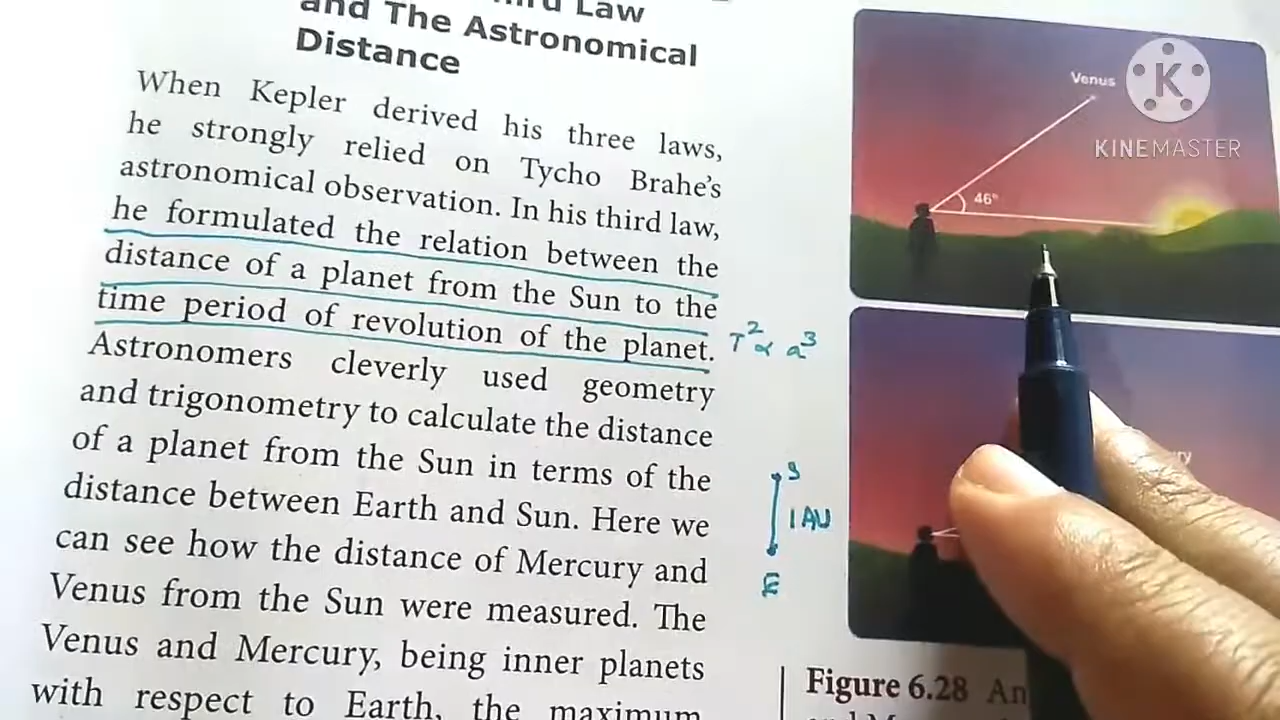 Law
and The Astronomical
Distance
When Kepler derived his three laws,
he strongly relied on Tycho Brahe's
astronomical observation. In his third law,
he formulated the relation between the
distance of a planet from the Sun to the
time period of revolution of the planet.
Astronomers cleverly used geometry
and trigonometry to calculate the distance
of a planet from the Sun in terms of the
distance between Earth and Sun. Here we
can see how the distance of Mercury and
Venus from the Sun were measured. The
Venus and Mercury, being inner planets
with respect to Earth, the maximum
T² ∝ a³
S
1 AU
E
Venus
46°
K
KINEMASTER
Figure 6.28 An